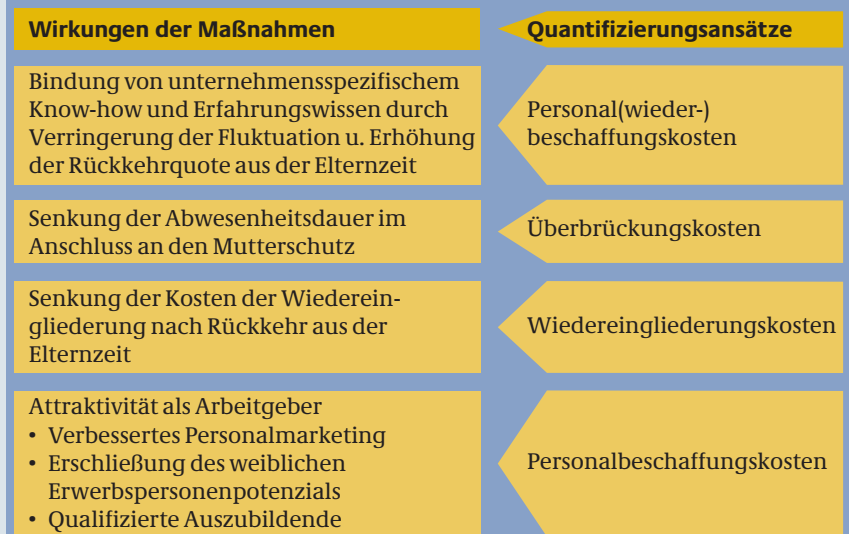 Wirkungen der Maßnahmen
Quantifizierungsansätze
Bindung von unternehmensspezifischem
Know-how und Erfahrungswissen durch
Verringerung der Fluktuation u. Erhöhung
der Rückkehrquote aus der Elternzeit
Personal(wieder-)
beschaffungskosten
Senkung der Abwesenheitsdauer im
Anschluss an den Mutterschutz
Überbrückungskosten
Senkung der Kosten der Wiederein-
gliederung nach Rückkehr aus der
Elternzeit
Wiedereingliederungskosten
Attraktivität als Arbeitgeber
• Verbessertes Personalmarketing
• Erschließung des weiblichen
Erwerbspersonenpotenzials
• Qualifizierte Auszubildende
Personalbeschaffungskosten